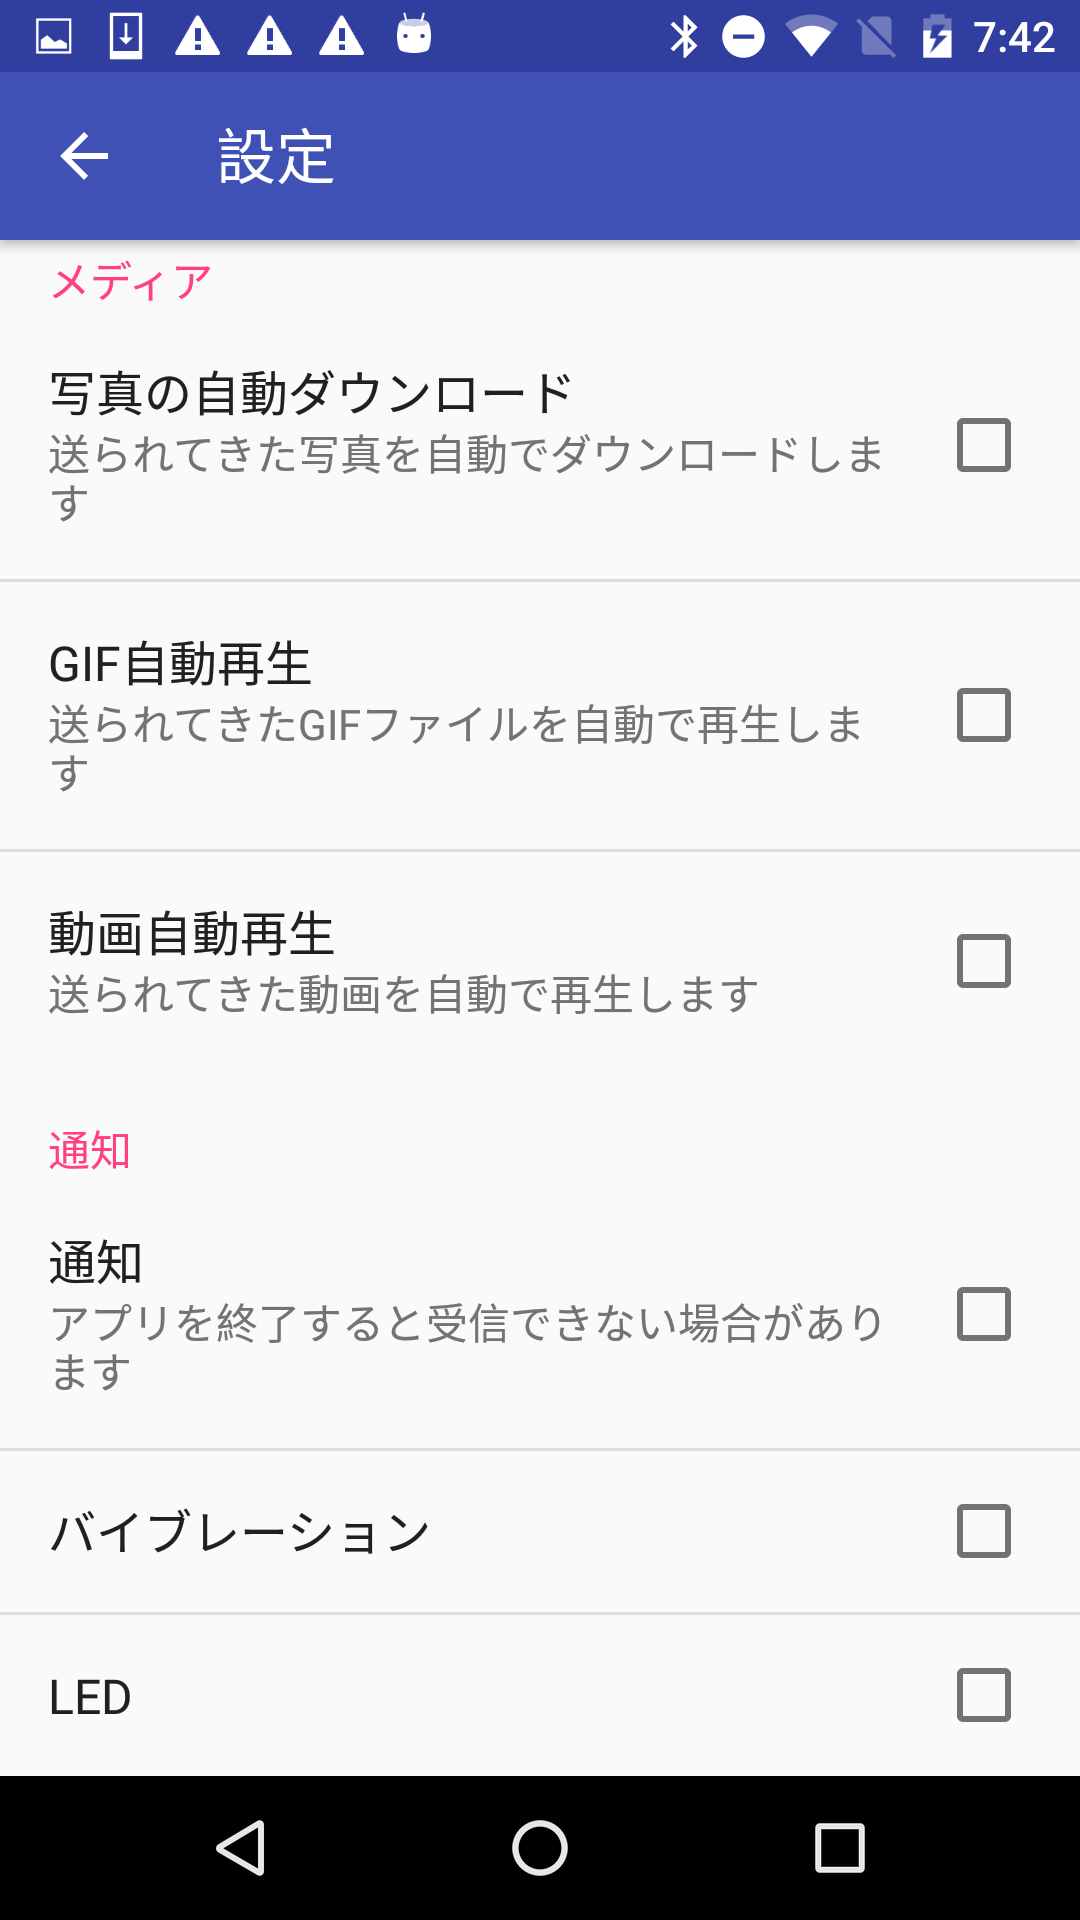 7:42
設定
メディア
写真の自動ダウンロード
送られてきた写真を自動でダウンロードしま
す
GIF自動再生
送られてきたGIFファイルを自動で再生しま
す
動画自動再生
送られてきた動画を自動で再生します
通知
通知
アプリを終了すると受信できない場合があり
ます
バイブレーション
LED